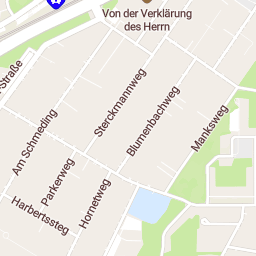 Von der Verklärung
des Herrn
-Straße
Sterckmannweg
Blumenbachweg
Manksweg
Am Schmeding
Parkerweg
Hornetweg
Harbertssteg